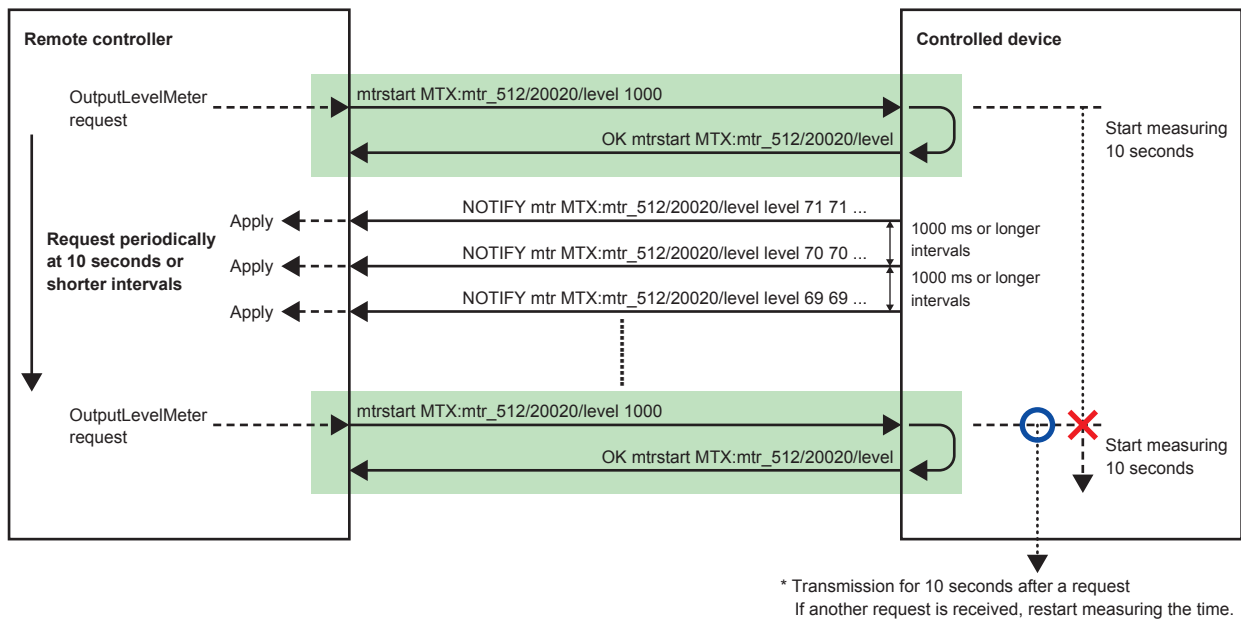 Remote controller
Controlled device
OutputLevelMeter
request
mtrstart MTX:mtr_512/20020/level 1000
OK mtrstart MTX:mtr_512/20020/level
Start measuring
10 seconds
Request periodically
at 10 seconds or
shorter intervals
Apply
NOTIFY mtr MTX:mtr_512/20020/level level 71 71 ...
1000 ms or longer
intervals
Apply
NOTIFY mtr MTX:mtr_512/20020/level level 70 70 ...
1000 ms or longer
intervals
Apply
NOTIFY mtr MTX:mtr_512/20020/level level 69 69 ...
OutputLevelMeter
request
mtrstart MTX:mtr_512/20020/level 1000
OK mtrstart MTX:mtr_512/20020/level
Start measuring
10 seconds
* Transmission for 10 seconds after a request
If another request is received, restart measuring the time.